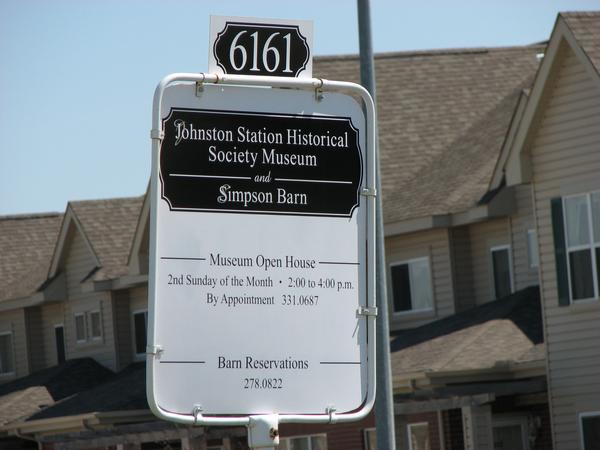 6161
Johnston Station Historical
Society Museum
and
Simpson Barn
Museum Open House
2nd Sunday of the Month • 2:00 to 4:00 p.m.
By Appointment 331.0687
Barn Reservations
278.0822